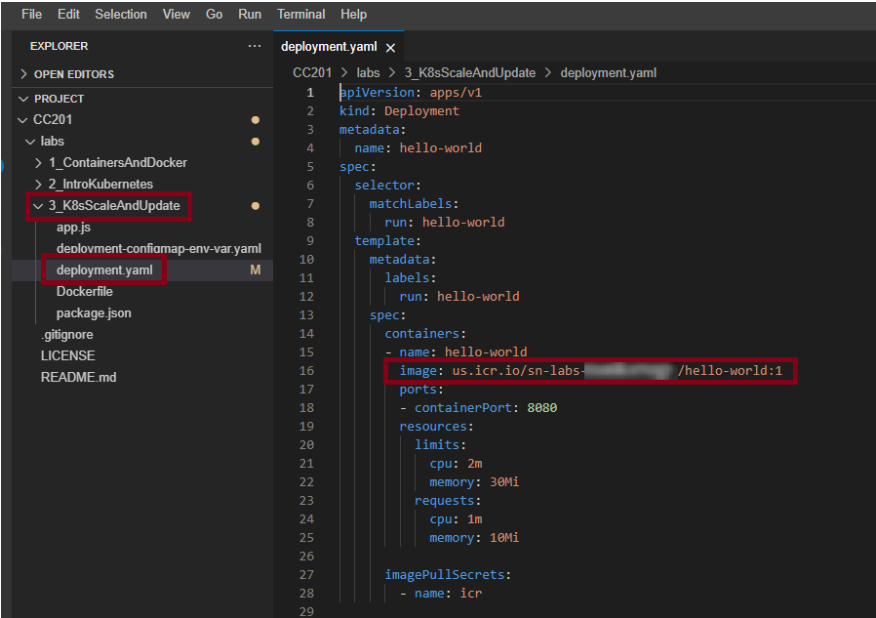 File Edit Selection View Go Run Terminal Help
EXPLORER ...
OPEN EDITORS
PROJECT
CC201
labs
1_ContainersAndDocker
2_IntroKubernetes
3_K8sScaleAndUpdate
app.js
deployment-configmap-env-var.yaml
deployment.yaml M
Dockerfile
package.json
.gitignore
LICENSE
README.md
deployment.yaml ×
CC201 > labs > 3_K8sScaleAndUpdate > deployment.yaml
1 apiVersion: apps/v1
2 kind: Deployment
3 metadata:
4 name: hello-world
5 spec:
6 selector:
7 matchLabels:
8 run: hello-world
9 template:
10 metadata:
11 labels:
12 run: hello-world
13 spec:
14 containers:
15 - name: hello-world
16 image: us.icr.io/sn-labs- /hello-world:1
17 ports:
18 - containerPort: 8080
19 resources:
20 limits:
21 cpu: 2m
22 memory: 30Mi
23 requests:
24 cpu: 1m
25 memory: 10Mi
26
27 imagePullSecrets:
28 - name: icr
29